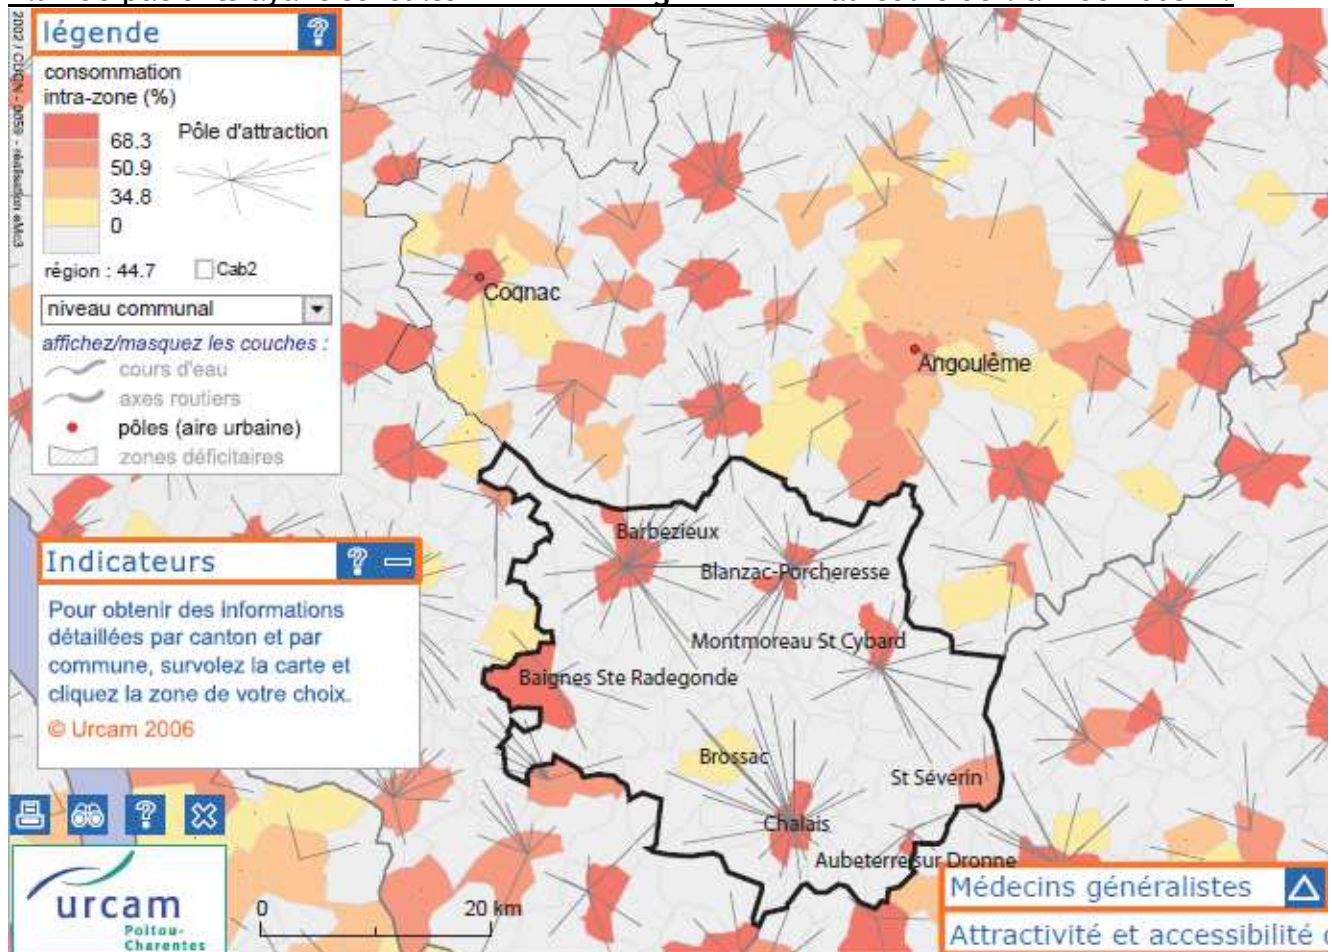 légende
?
consommation
intra-zone (%)
68.3
50.9
34.8
0
Pôle d'attraction
région : 44.7
Cab2
niveau communal
affichez/masquez les couches :
cours d'eau
axes routiers
pôles (aire urbaine)
zones déficitaires
Cognac
Angoulême
Barbezieux
Blanzac-Porcheresse
Montmoreau St Cybard
Baignes Ste Radegonde
Brossac
St Séverin
Chalais
Aubeterre sur Dronne
Indicateurs
?
Pour obtenir des informations
détaillées par canton et par
commune, survolez la carte et
cliquez la zone de votre choix.
© Urcam 2006
?
urcam
Poitou-
Charentes
0
20 km
Médecins généralistes
Attractivité et accessibilité